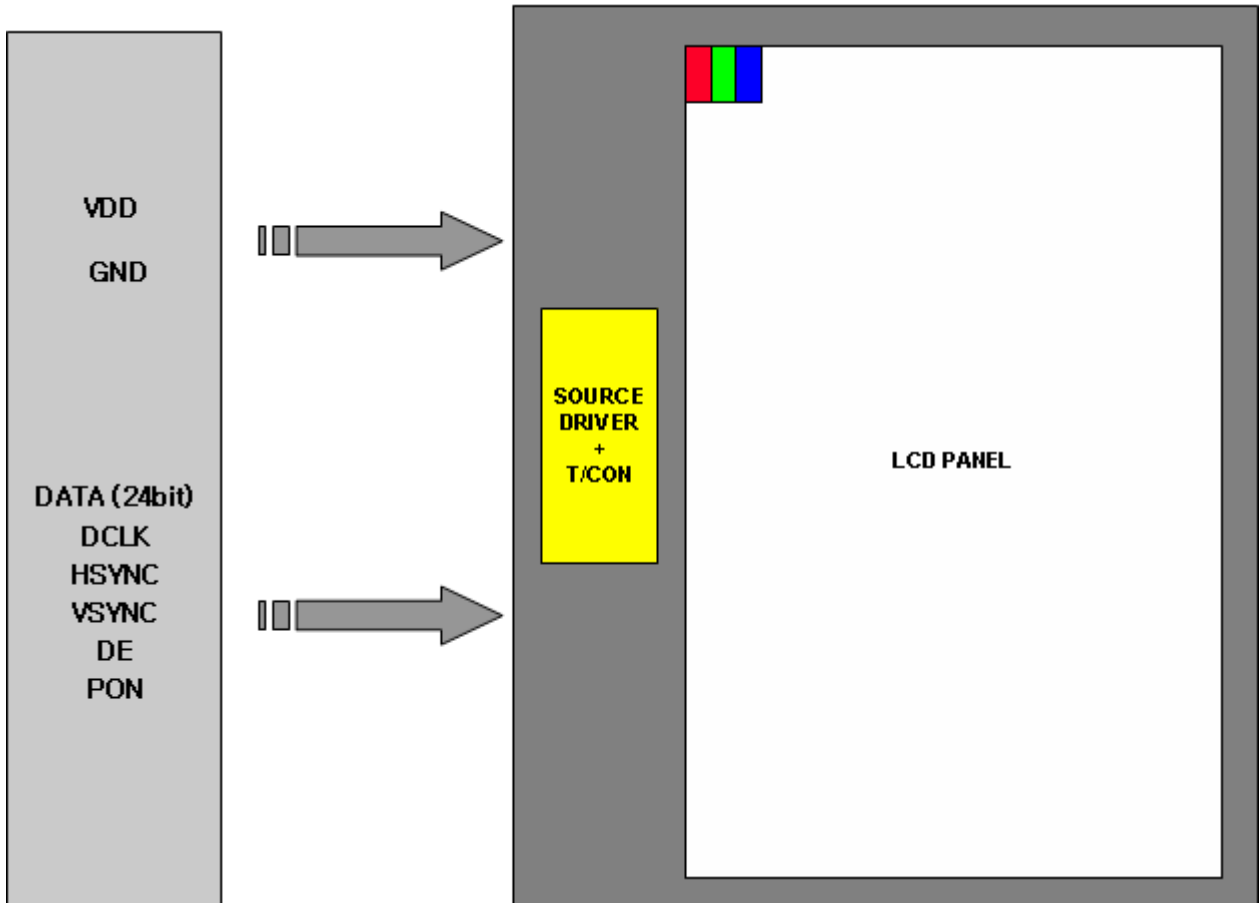 VDD
GND
DATA (24bit)
DCLK
HSYNC
VSYNC
DE
PON
SOURCE
DRIVER
+
T/CON
LCD PANEL